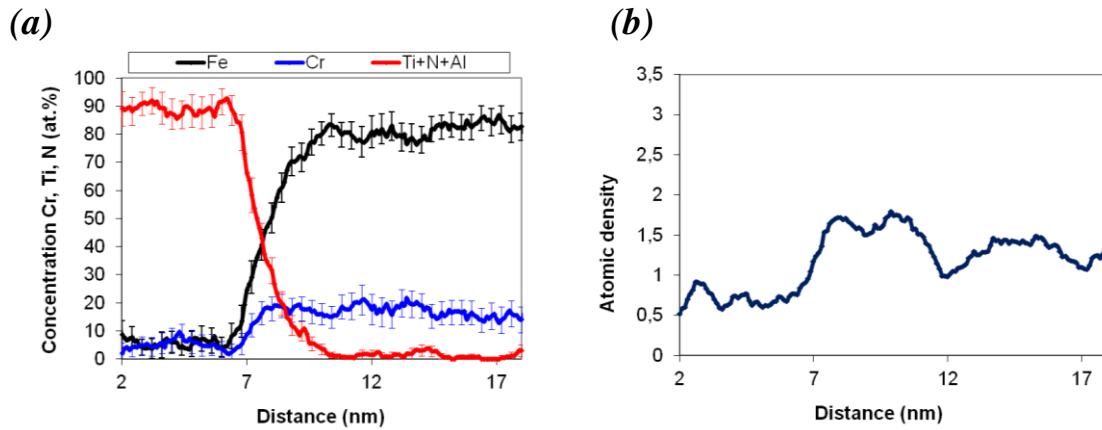 (a)
Fe Cr Ti+N+Al
Concentration Cr, Ti, N (at.%)
100
90
80
70
60
50
40
30
20
10
0
2 7 12 17
Distance (nm)
(b)
Atomic density
3,5
3
2,5
2
1,5
1
0,5
0
2 7 12 17
Distance (nm)